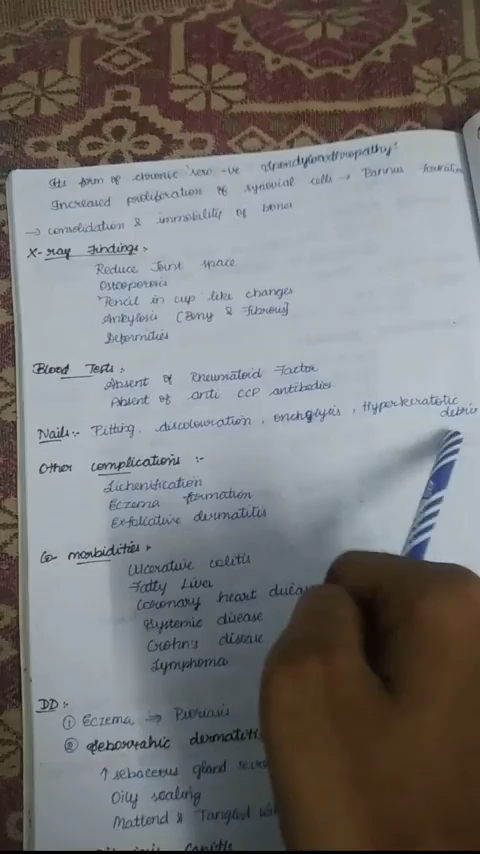 Its form of chronic sero -ve spondyloarthropathy.
Increased proliferation of synovial cells → Pannus formation
→ consolidation & immobility of bones
X-ray Findings :-
Reduce Joint space
Osteoporosis
Pencil in cup like changes
Ankylosis [Bony & Fibrous]
Deformities
Blood Tests :-
Absent of Rheumatoid Factor
Absent of anti CCP antibodies.
Nails :- Pitting, discolouration, oncholysis, Hyperkeratotic
debris
Other complications :-
Lichenification
Eczema formation
Exfoliative dermatitis
Co-morbidities :-
Ulcerative colitis
Fatty Liver
Coronary heart
Systemic disease
Crohn's disease
Lymphoma
DD :-
① Eczema → Psoriasis
② Seborrahic
↑ sebaceous gland
Oily scaling
Mattend & Tangled